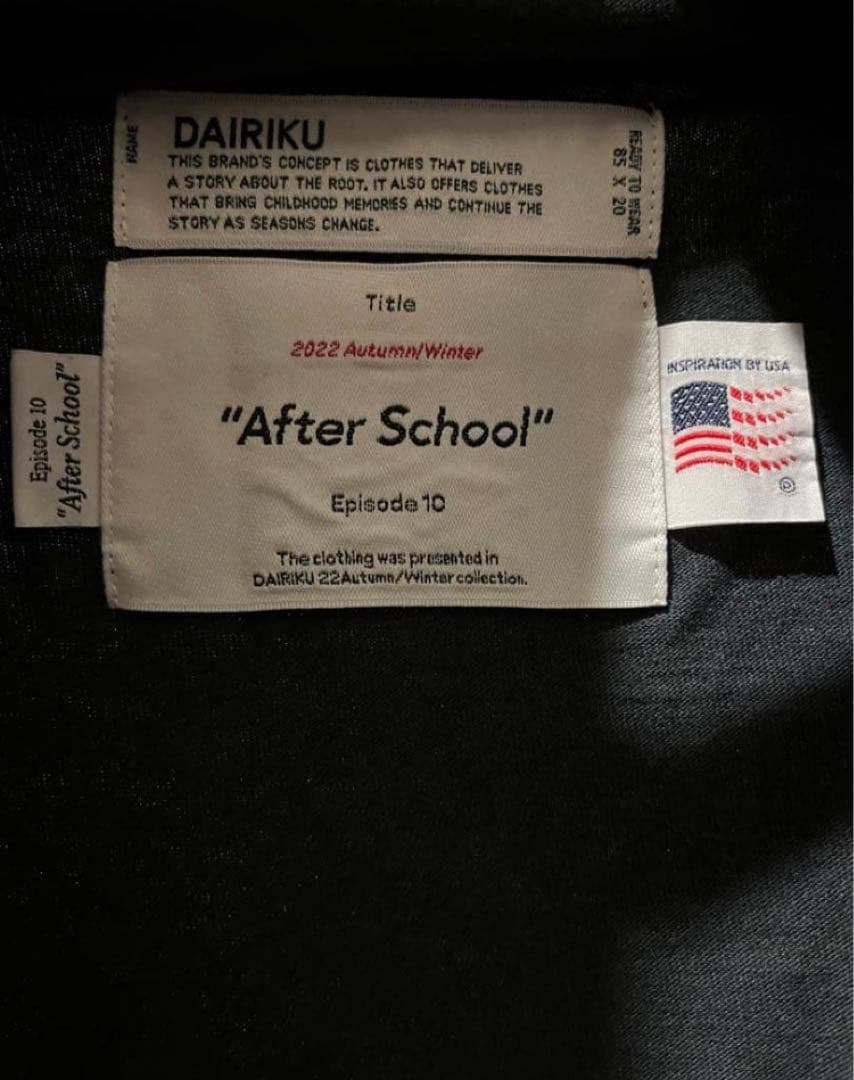 NAME
DAIRIKU
THIS BRAND'S CONCEPT IS CLOTHES THAT DELIVER
A STORY ABOUT THE ROOT. IT ALSO OFFERS CLOTHES
THAT BRING CHILDHOOD MEMORIES AND CONTINUE THE
STORY AS SEASONS CHANGE.
READY TO WEAR
85 X 20
Title
2022 Autumn/Winter
"After School"
Episode 10
The clothing was presented in
DAIRIKU 22Autumn/Winter collection.
Episode 10
"After School"
INSPIRATION BY USA